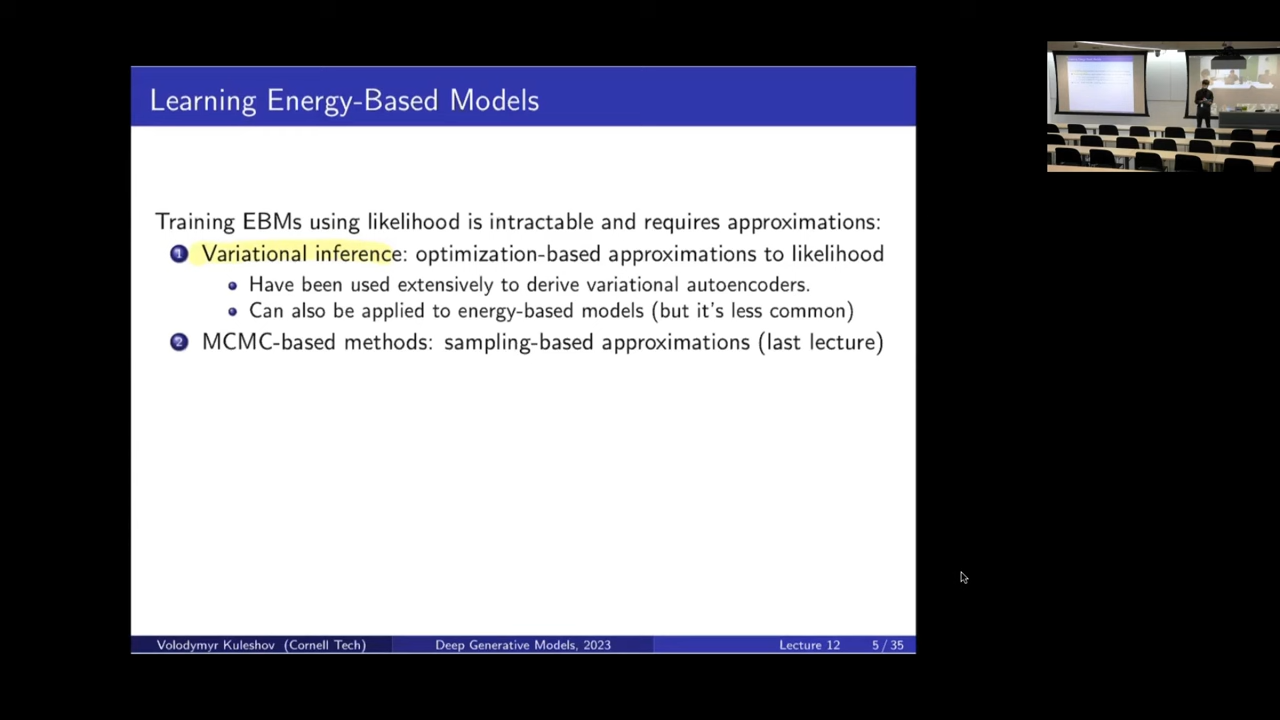 Learning Energy-Based Models
Training EBMs using likelihood is intractable and requires approximations:
1 Variational inference: optimization-based approximations to likelihood
Have been used extensively to derive variational autoencoders.
Can also be applied to energy-based models (but it's less common)
2 MCMC-based methods: sampling-based approximations (last lecture)
Volodymyr Kuleshov (Cornell Tech) Deep Generative Models, 2023 Lecture 12 5 / 35